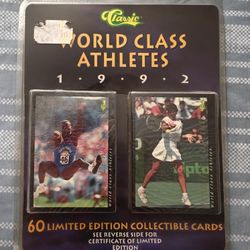 Classic
WORLD CLASS
ATHLETES
1 • 9 • 9 • 2
60 LIMITED EDITION COLLECTIBLE CARDS
SEE REVERSE SIDE FOR
CERTIFICATE OF LIMITED
EDITION